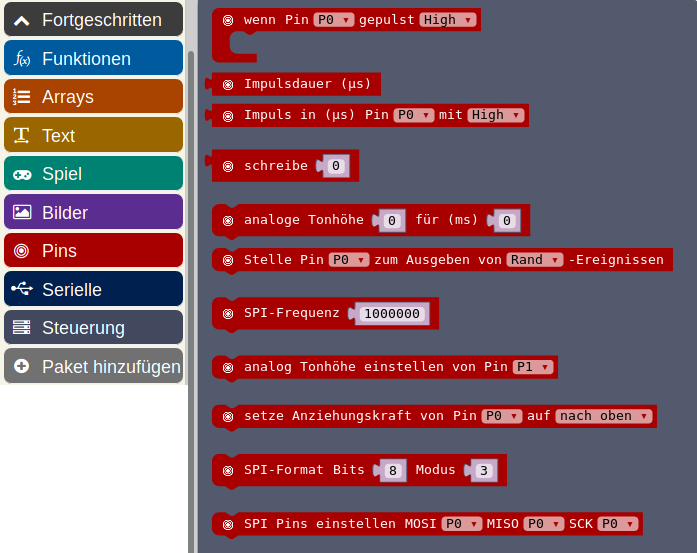 Fortgeschritten
Funktionen
Arrays
Text
Spiel
Bilder
Pins
Serielle
Steuerung
Paket hinzufügen
wenn Pin P0 gepulst High
Impulsdauer (µs)
Impuls in (µs) Pin P0 mit High
schreibe 0
analoge Tonhöhe 0 für (ms) 0
Stelle Pin P0 zum Ausgeben von Rand -Ereignissen
SPI-Frequenz 1000000
analog Tonhöhe einstellen von Pin P1
setze Anziehungskraft von Pin P0 auf nach oben
SPI-Format Bits 8 Modus 3
SPI Pins einstellen MOSI P0 MISO P0 SCK P0